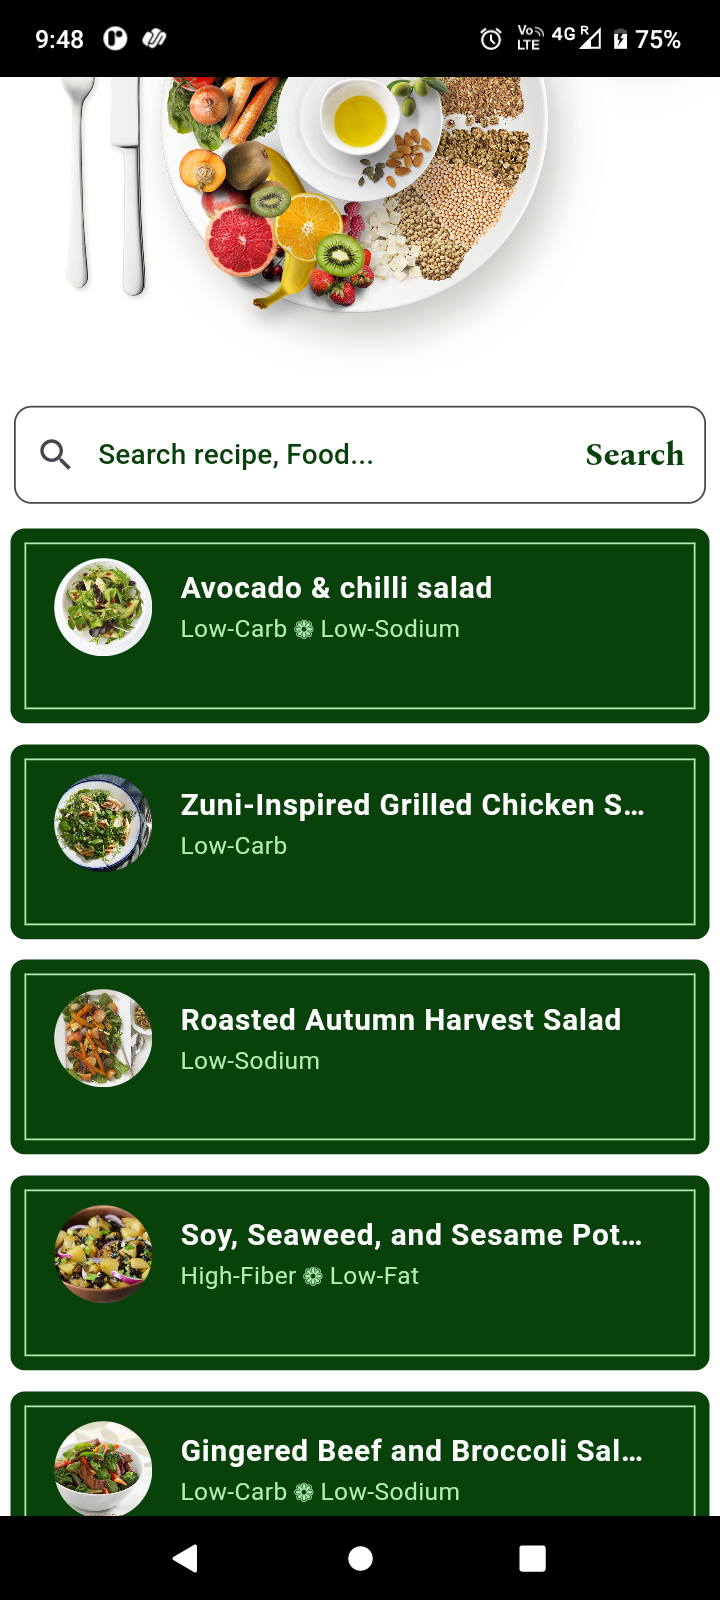 9:48
Vo LTE 4G R 75%
Search recipe, Food...
Search
Avocado & chilli salad
Low-Carb ❁ Low-Sodium
Zuni-Inspired Grilled Chicken S...
Low-Carb
Roasted Autumn Harvest Salad
Low-Sodium
Soy, Seaweed, and Sesame Pot...
High-Fiber ❁ Low-Fat
Gingered Beef and Broccoli Sal...
Low-Carb ❁ Low-Sodium